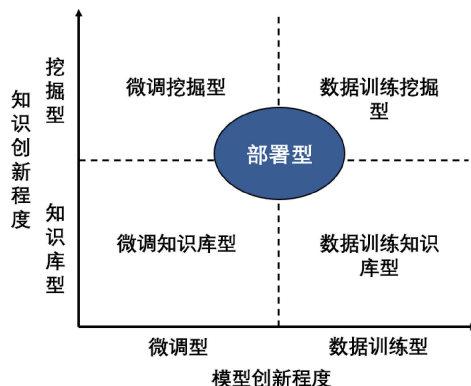 知识创新程度
挖掘型
知识库型
微调挖掘型
数据训练挖掘
型
部署型
微调知识库型
数据训练知识
库型
微调型
数据训练型
模型创新程度